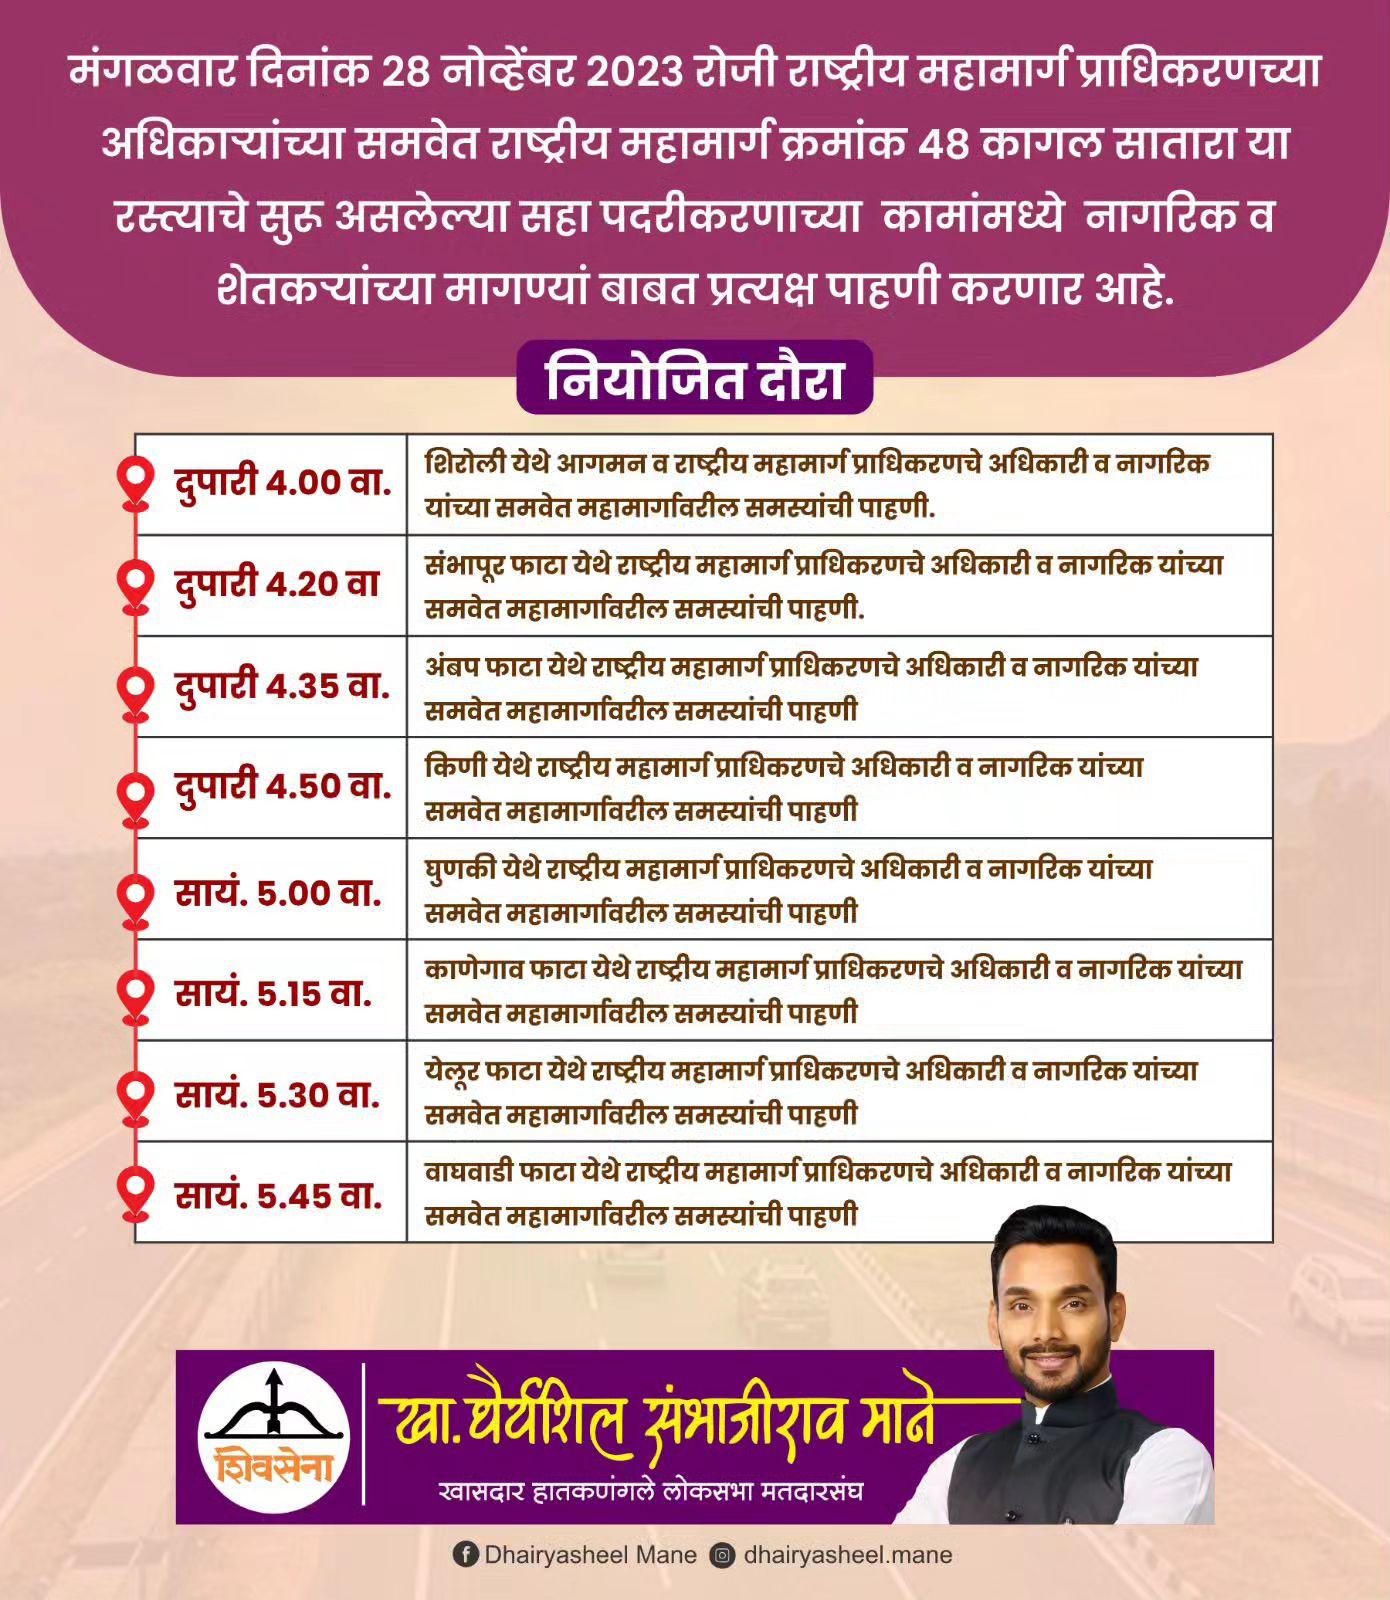 मंगळवार दिनांक 28 नोव्हेंबर 2023 रोजी राष्ट्रीय महामार्ग प्राधिकरणच्या
अधिकाऱ्यांच्या समवेत राष्ट्रीय महामार्ग क्रमांक 48 कागल सातारा या
रस्त्याचे सुरू असलेल्या सहा पदरीकरणाच्या कामांमध्ये नागरिक व
शेतकऱ्यांच्या मागण्यां बाबत प्रत्यक्ष पाहणी करणार आहे.
नियोजित दौरा
दुपारी 4.00 वा.
शिरोली येथे आगमन व राष्ट्रीय महामार्ग प्राधिकरणचे अधिकारी व नागरिक
यांच्या समवेत महामार्गावरील समस्यांची पाहणी.
दुपारी 4.20 वा
संभापूर फाटा येथे राष्ट्रीय महामार्ग प्राधिकरणचे अधिकारी व नागरिक यांच्या
समवेत महामार्गावरील समस्यांची पाहणी.
दुपारी 4.35 वा.
अंबप फाटा येथे राष्ट्रीय महामार्ग प्राधिकरणचे अधिकारी व नागरिक यांच्या
समवेत महामार्गावरील समस्यांची पाहणी
दुपारी 4.50 वा.
किणी येथे राष्ट्रीय महामार्ग प्राधिकरणचे अधिकारी व नागरिक यांच्या
समवेत महामार्गावरील समस्यांची पाहणी
सायं. 5.00 वा.
घुणकी येथे राष्ट्रीय महामार्ग प्राधिकरणचे अधिकारी व नागरिक यांच्या
समवेत महामार्गावरील समस्यांची पाहणी
सायं. 5.15 वा.
काणेगाव फाटा येथे राष्ट्रीय महामार्ग प्राधिकरणचे अधिकारी व नागरिक यांच्या
समवेत महामार्गावरील समस्यांची पाहणी
सायं. 5.30 वा.
येलूर फाटा येथे राष्ट्रीय महामार्ग प्राधिकरणचे अधिकारी व नागरिक यांच्या
समवेत महामार्गावरील समस्यांची पाहणी
सायं. 5.45 वा.
वाघवाडी फाटा येथे राष्ट्रीय महामार्ग प्राधिकरणचे अधिकारी व नागरिक यांच्या
समवेत महामार्गावरील समस्यांची पाहणी
शिवसेना
खा. धैर्यशिल संभाजीराव माने
खासदार हातकणंगले लोकसभा मतदारसंघ
Dhairyasheel Mane dhairyasheel.mane